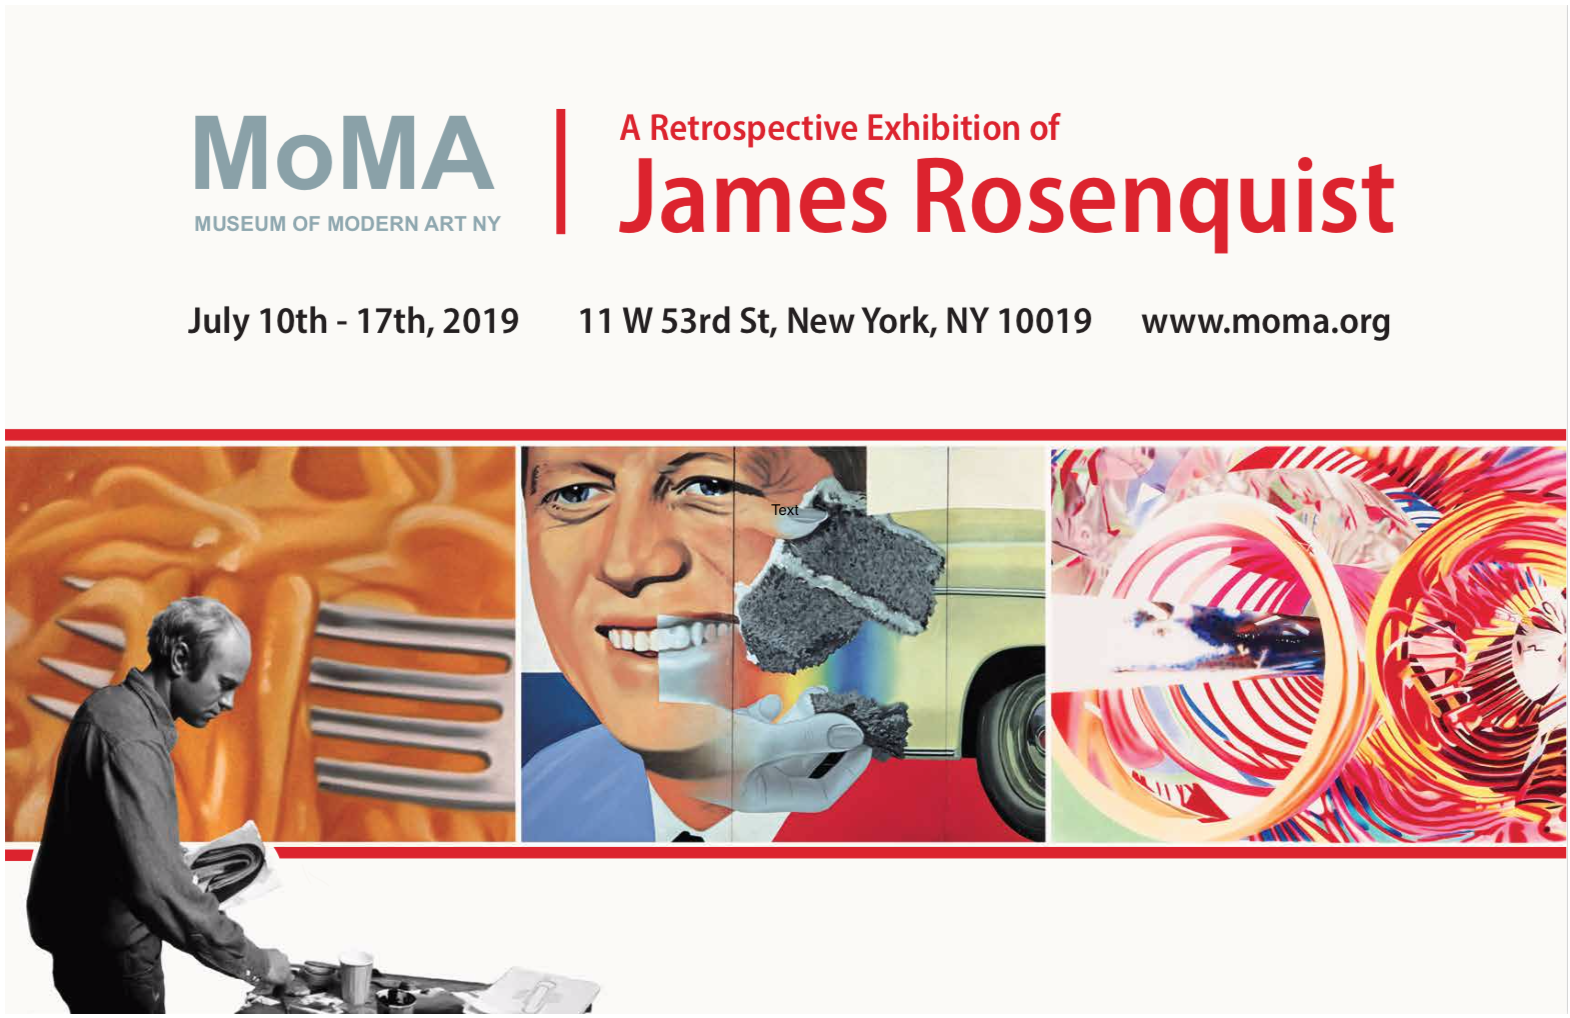 MoMA
MUSEUM OF MODERN ART NY
A Retrospective Exhibition of
James Rosenquist
July 10th - 17th, 2019 11 W 53rd St, New York, NY 10019 www.moma.org
Text